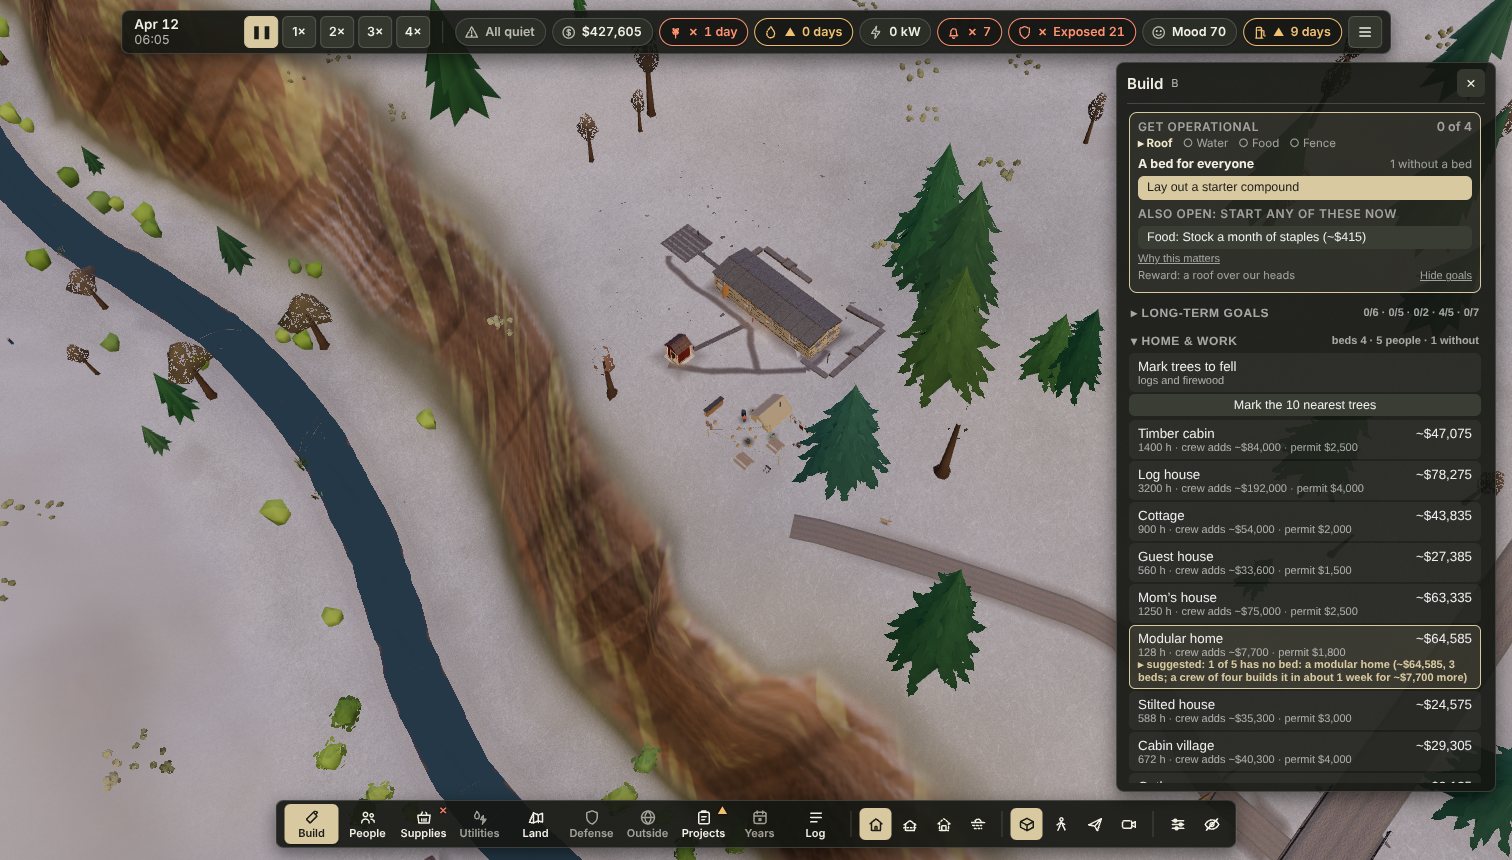 Apr 12
06:05
1×
2×
3×
4×
All quiet
$427,605
× 1 day
▲ 0 days
0 kW
× 7
× Exposed 21
Mood 70
▲ 9 days
Build B
×
GET OPERATIONAL 0 of 4
▸ Roof ○ Water ○ Food ○ Fence
A bed for everyone 1 without a bed
Lay out a starter compound
ALSO OPEN: START ANY OF THESE NOW
Food: Stock a month of staples (~$415)
Why this matters
Reward: a roof over our heads Hide goals
▸ LONG-TERM GOALS 0/6 · 0/5 · 0/2 · 4/5 · 0/7
▾ HOME & WORK beds 4 · 5 people · 1 without
Mark trees to fell
logs and firewood
Mark the 10 nearest trees
Timber cabin ~$47,075
1400 h · crew adds ~$84,000 · permit $2,500
Log house ~$78,275
3200 h · crew adds ~$192,000 · permit $4,000
Cottage ~$43,835
900 h · crew adds ~$54,000 · permit $2,000
Guest house ~$27,385
560 h · crew adds ~$33,600 · permit $1,500
Mom's house ~$63,335
1250 h · crew adds ~$75,000 · permit $2,500
Modular home ~$64,585
128 h · crew adds ~$7,700 · permit $1,800
▸ suggested: 1 of 5 has no bed: a modular home (~$64,585, 3
beds; a crew of four builds it in about 1 week for ~$7,700 more)
Stilted house ~$24,575
588 h · crew adds ~$35,300 · permit $3,000
Cabin village ~$29,305
672 h · crew adds ~$40,300 · permit $4,000
Build
People
Supplies
Utilities
Land
Defense
Outside
Projects
Years
Log